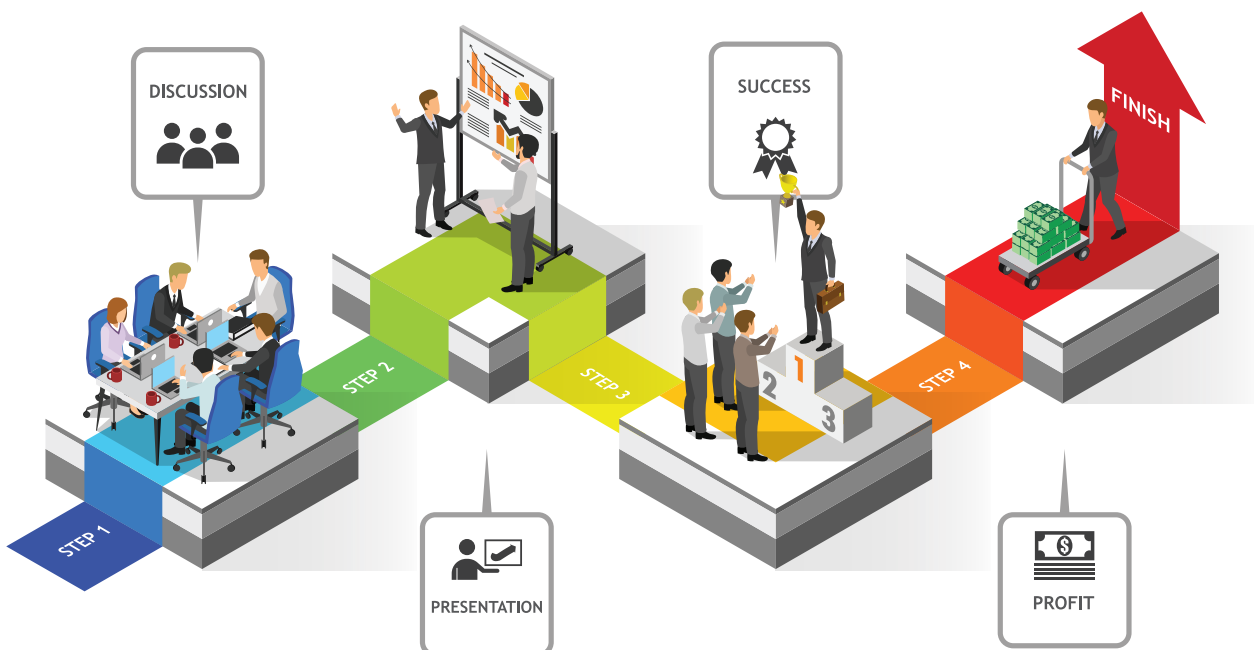 DISCUSSION
STEP 1
STEP 2
PRESENTATION
STEP 3
SUCCESS
1
2
3
STEP 4
PROFIT
$
FINISH